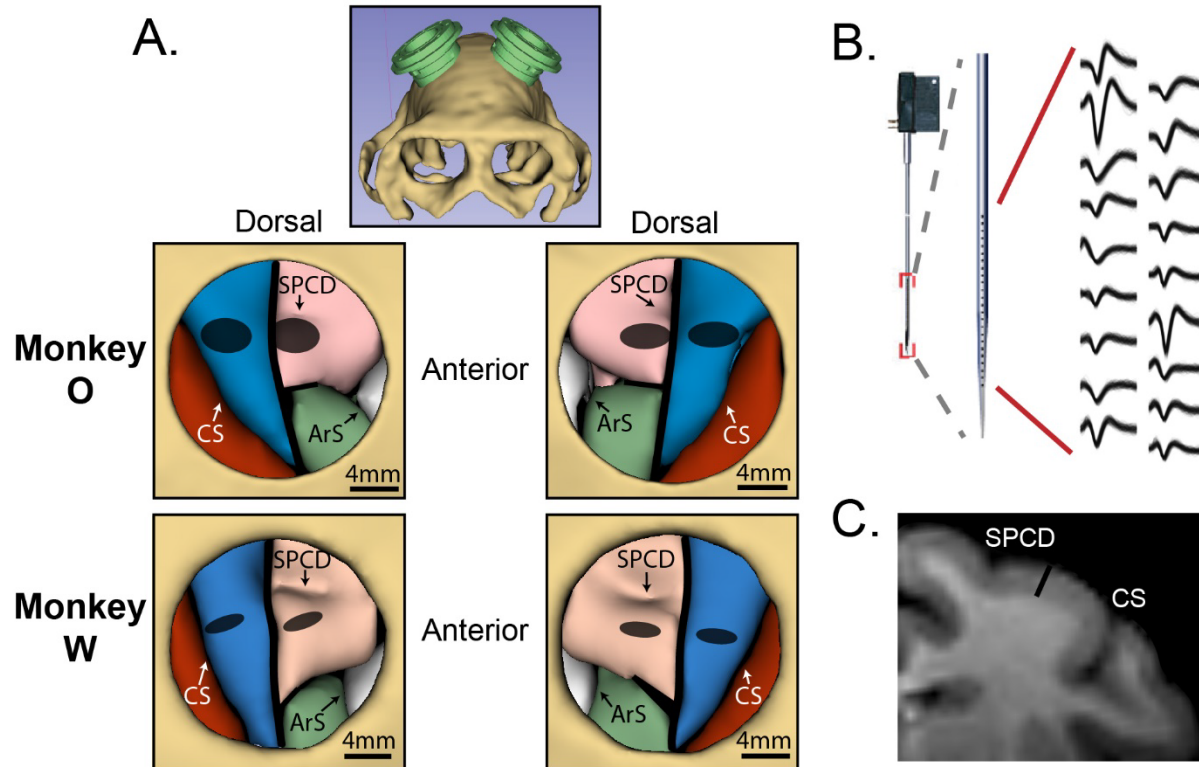 A.
Dorsal
Dorsal
Monkey
O
SPCD
CS
ArS
4mm
Anterior
SPCD
ArS
CS
4mm
Monkey
W
SPCD
CS
ArS
4mm
Anterior
SPCD
ArS
CS
4mm
B.
C.
SPCD
CS